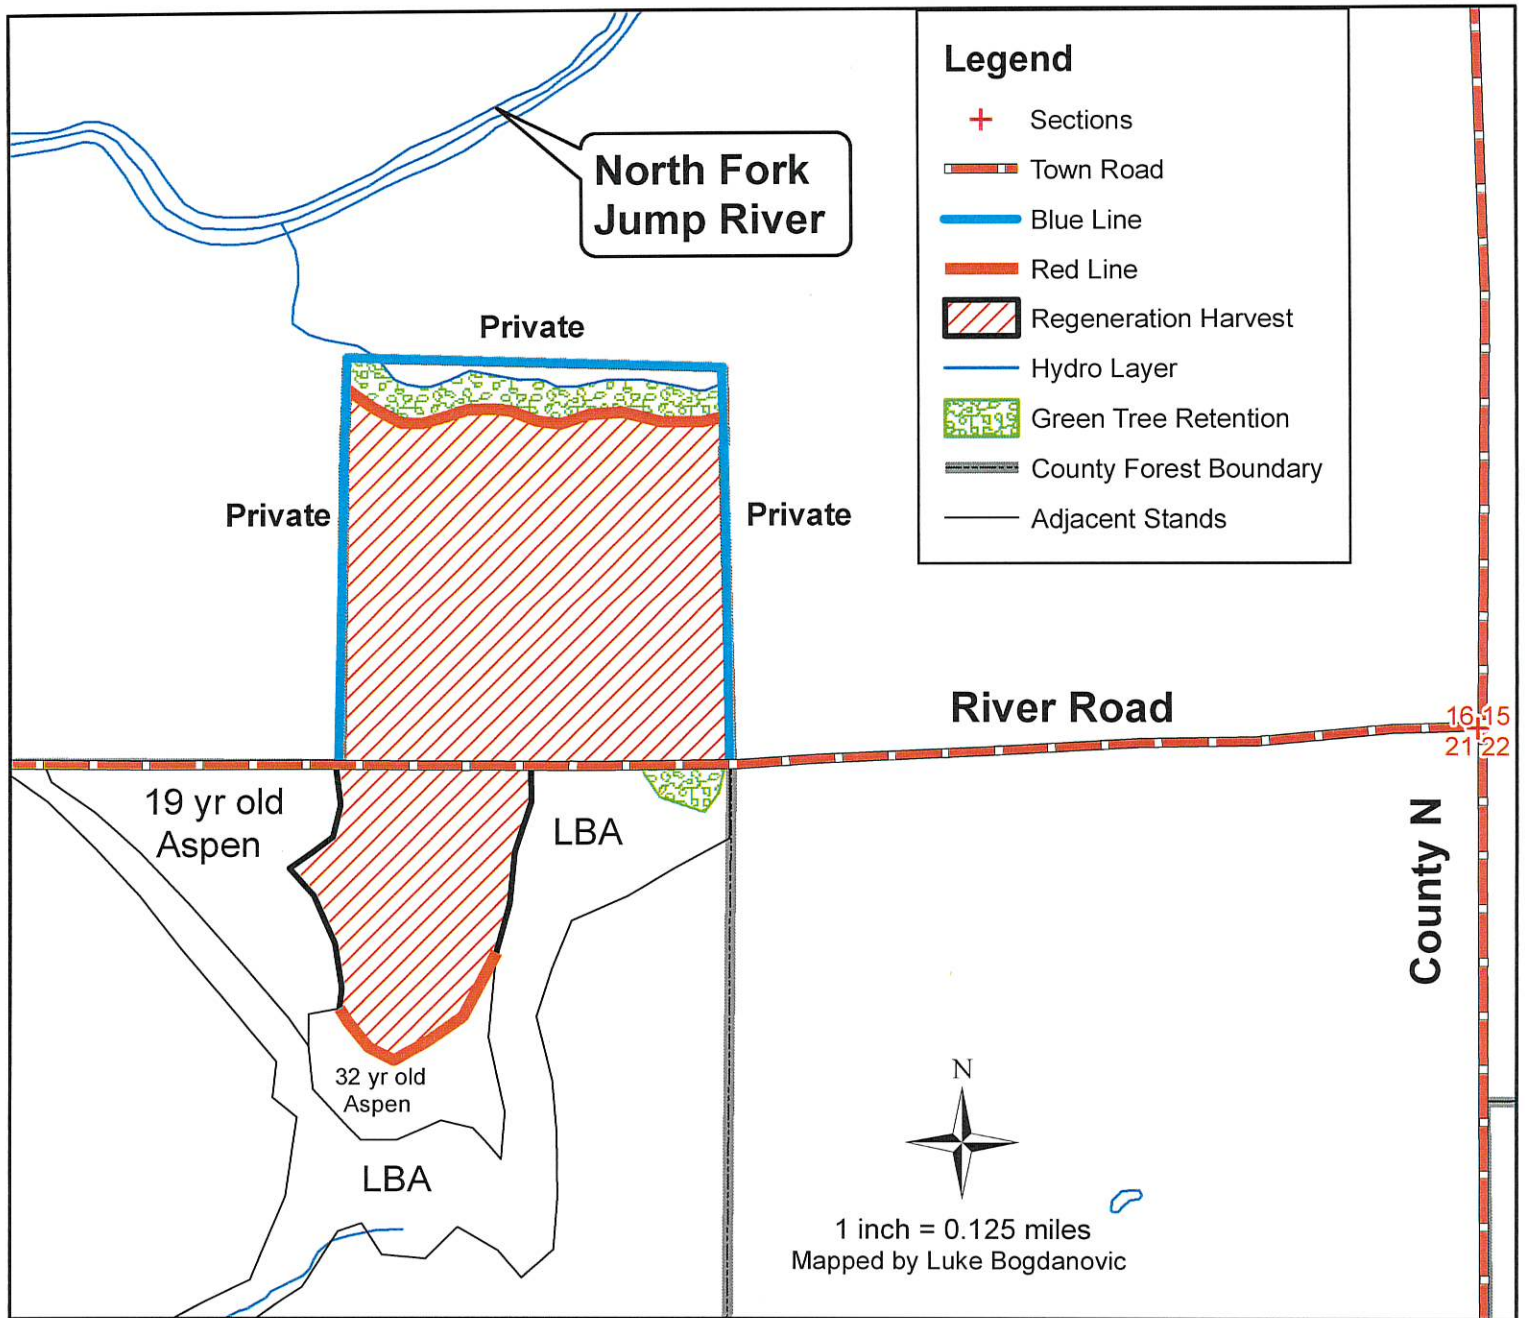 Legend
Sections
Town Road
Blue Line
Red Line
Regeneration Harvest
Hydro Layer
Green Tree Retention
County Forest Boundary
Adjacent Stands
North Fork
Jump River
Private
Private
Private
River Road
16 15
21 22
19 yr old
Aspen
LBA
County N
32 yr old
Aspen
LBA
N
1 inch = 0.125 miles
Mapped by Luke Bogdanovic